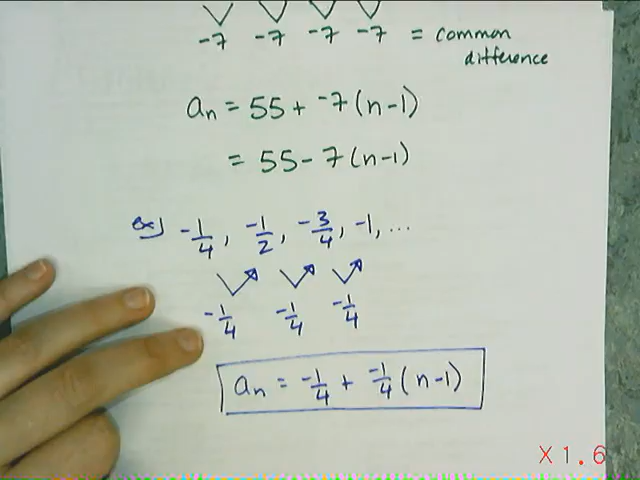 -7 -7 -7 -7 = common
difference
an = 55 + -7(n-1)
= 55 - 7(n-1)
ex) -1/4, -1/2, -3/4, -1, ...
-1/4 -1/4 -1/4
an = -1/4 + -1/4(n-1)
X1.6